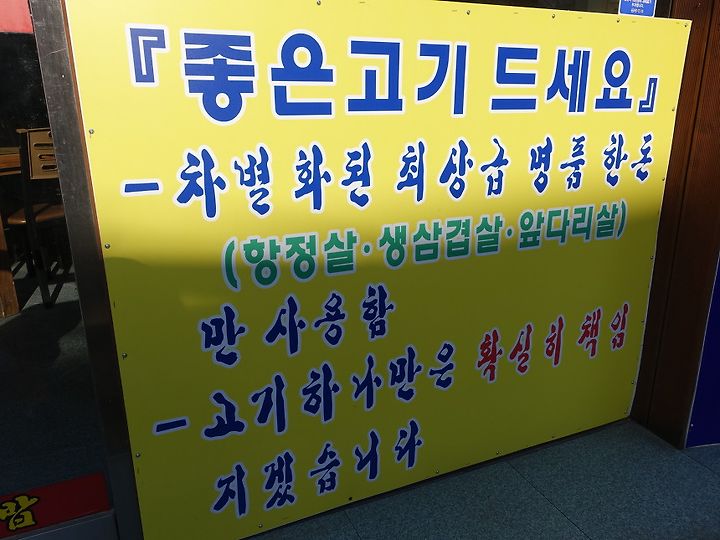 『좋은고기 드세요』
-차별화된 최상급 명품 한돈
(항정살·생삼겹살·앞다리살)
만 사용함
-고기하나만은 확실히 책임
지겠습니다